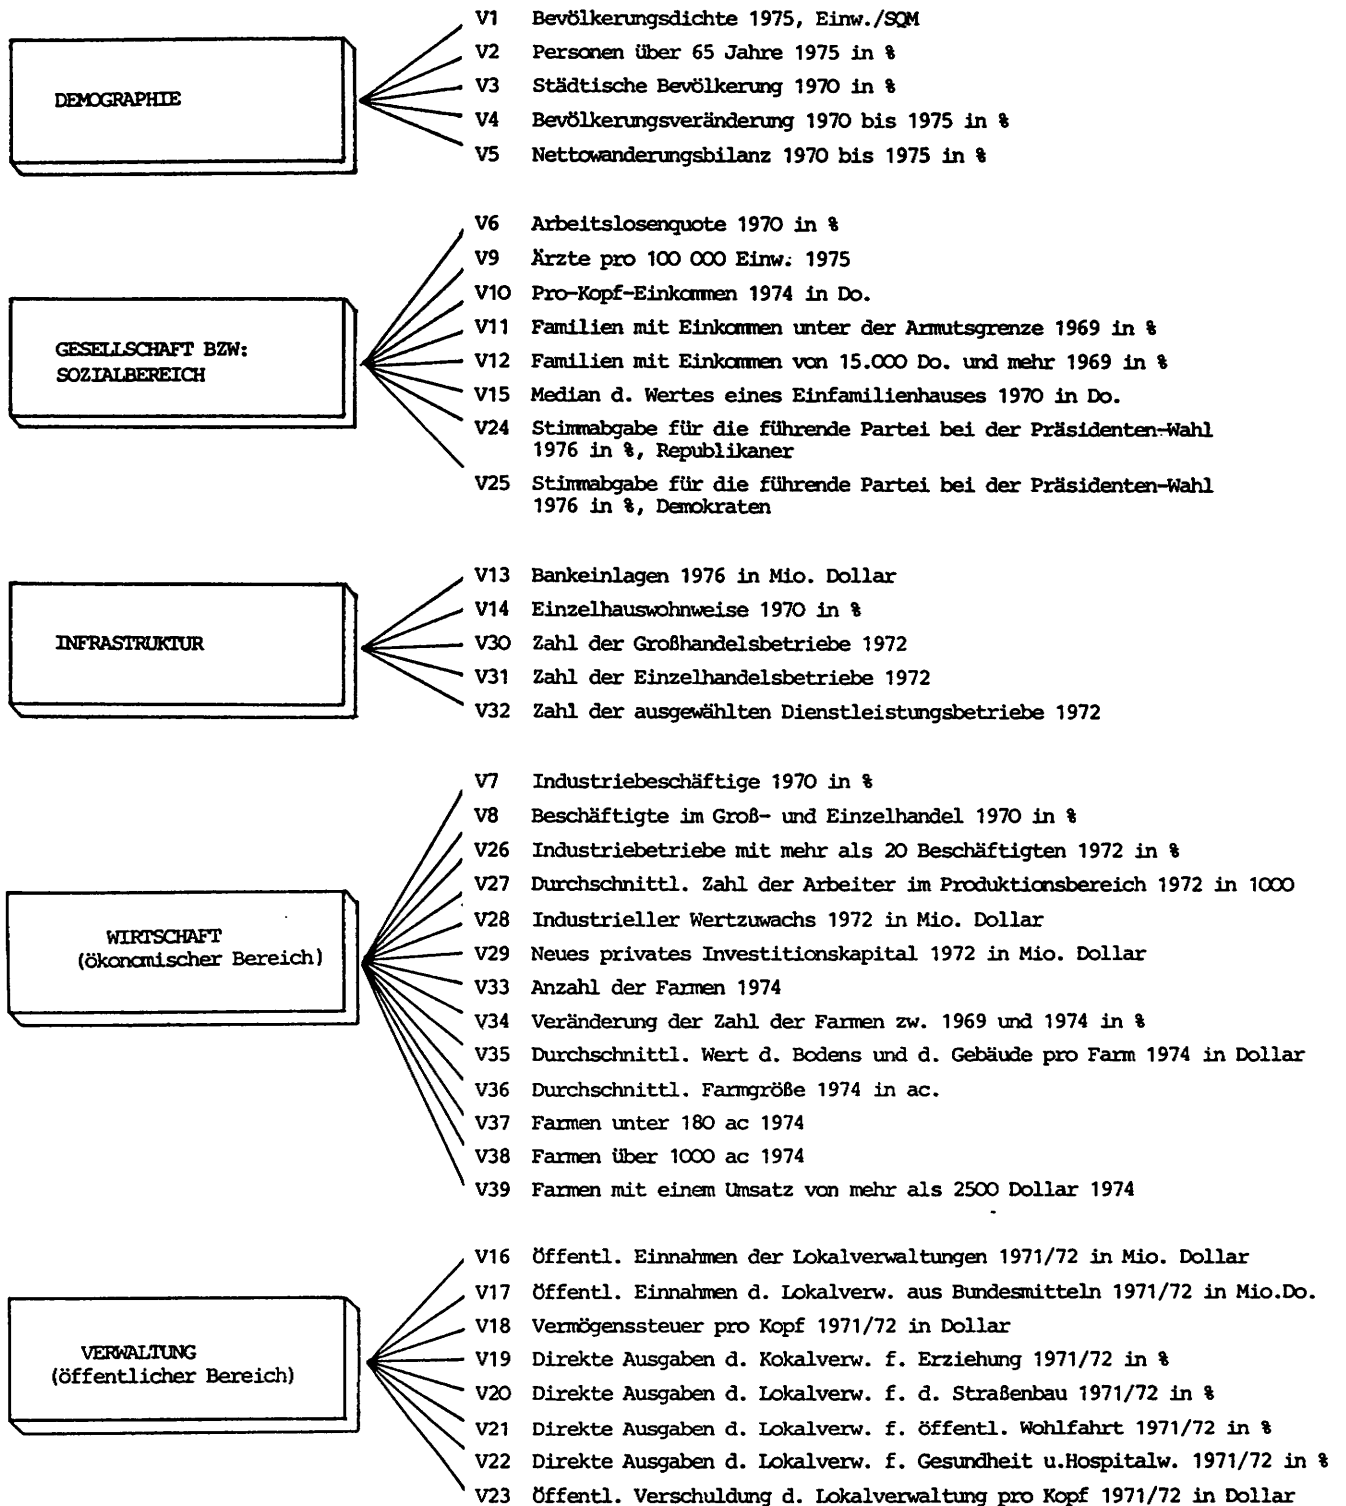 V1 Bevölkerungsdichte 1975, Einw./SQM
V2 Personen über 65 Jahre 1975 in %
V3 Städtische Bevölkerung 1970 in %
V4 Bevölkerungsveränderung 1970 bis 1975 in %
V5 Nettowanderungsbilanz 1970 bis 1975 in %
DEMOGRAPHIE
V6 Arbeitslosenquote 1970 in %
V9 Ärzte pro 100 000 Einw. 1975
V10 Pro-Kopf-Einkommen 1974 in Do.
V11 Familien mit Einkommen unter der Armutsgrenze 1969 in %
V12 Familien mit Einkommen von 15.000 Do. und mehr 1969 in %
V15 Median d. Wertes eines Einfamilienhauses 1970 in Do.
V24 Stimmabgabe für die führende Partei bei der Präsidenten-Wahl
1976 in %, Republikaner
V25 Stimmabgabe für die führende Partei bei der Präsidenten-Wahl
1976 in %, Demokraten
GESELLSCHAFT BZW:
SOZIALBEREICH
V13 Bankeinlagen 1976 in Mio. Dollar
V14 Einzelhauswohnweise 1970 in %
V30 Zahl der Großhandelsbetriebe 1972
V31 Zahl der Einzelhandelsbetriebe 1972
V32 Zahl der ausgewählten Dienstleistungsbetriebe 1972
INFRASTRUKTUR
V7 Industriebeschäftige 1970 in %
V8 Beschäftigte im Groß- und Einzelhandel 1970 in %
V26 Industriebetriebe mit mehr als 20 Beschäftigten 1972 in %
V27 Durchschnittl. Zahl der Arbeiter im Produktionsbereich 1972 in 1000
V28 Industrieller Wertzuwachs 1972 in Mio. Dollar
V29 Neues privates Investitionskapital 1972 in Mio. Dollar
V33 Anzahl der Farmen 1974
V34 Veränderung der Zahl der Farmen zw. 1969 und 1974 in %
V35 Durchschnittl. Wert d. Bodens und d. Gebäude pro Farm 1974 in Dollar
V36 Durchschnittl. Farmgröße 1974 in ac.
V37 Farmen unter 180 ac 1974
V38 Farmen über 1000 ac 1974
V39 Farmen mit einem Umsatz von mehr als 2500 Dollar 1974
WIRTSCHAFT
(ökonomischer Bereich)
V16 Öffentl. Einnahmen der Lokalverwaltungen 1971/72 in Mio. Dollar
V17 Öffentl. Einnahmen d. Lokalverw. aus Bundesmitteln 1971/72 in Mio.Do.
V18 Vermögenssteuer pro Kopf 1971/72 in Dollar
V19 Direkte Ausgaben d. Kokalverw. f. Erziehung 1971/72 in %
V20 Direkte Ausgaben d. Lokalverw. f. d. Straßenbau 1971/72 in %
V21 Direkte Ausgaben d. Lokalverw. f. öffentl. Wohlfahrt 1971/72 in %
V22 Direkte Ausgaben d. Lokalverw. f. Gesundheit u.Hospitalw. 1971/72 in %
V23 Öffentl. Verschuldung d. Lokalverwaltung pro Kopf 1971/72 in Dollar
VERWALTUNG
(öffentlicher Bereich)